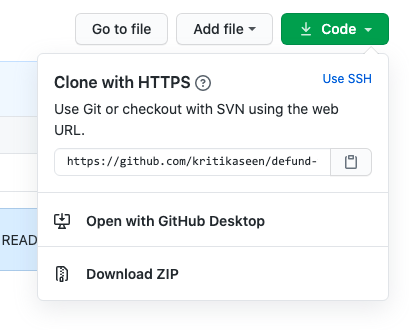 Go to file
Add file
Code
Clone with HTTPS
Use SSH
Use Git or checkout with SVN using the web
URL.
https://github.com/kritikaseen/defund-
Open with GitHub Desktop
READ
Download ZIP